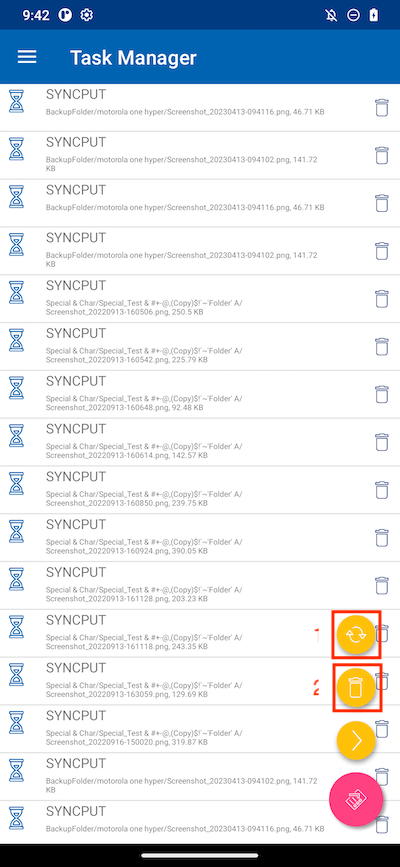 9:42
Task Manager
SYNCPUT
BackupFolder/motorola one hyper/Screenshot_20230413-094116.png, 46.71 KB
SYNCPUT
BackupFolder/motorola one hyper/Screenshot_20230413-094102.png, 141.72
KB
SYNCPUT
BackupFolder/motorola one hyper/Screenshot_20230413-094116.png, 46.71 KB
SYNCPUT
BackupFolder/motorola one hyper/Screenshot_20230413-094102.png, 141.72
KB
SYNCPUT
Special & Char/Special_Test & #+-@,(Copy)$!`~'Folder' A/
Screenshot_20220913-160506.png, 250.5 KB
SYNCPUT
Special & Char/Special_Test & #+-@,(Copy)$!`~'Folder' A/
Screenshot_20220913-160542.png, 225.79 KB
SYNCPUT
Special & Char/Special_Test & #+-@,(Copy)$!`~'Folder' A/
Screenshot_20220913-160648.png, 92.48 KB
SYNCPUT
Special & Char/Special_Test & #+-@,(Copy)$!`~'Folder' A/
Screenshot_20220913-160614.png, 142.57 KB
SYNCPUT
Special & Char/Special_Test & #+-@,(Copy)$!`~'Folder' A/
Screenshot_20220913-160850.png, 239.75 KB
SYNCPUT
Special & Char/Special_Test & #+-@,(Copy)$!`~'Folder' A/
Screenshot_20220913-160924.png, 390.05 KB
SYNCPUT
Special & Char/Special_Test & #+-@,(Copy)$!`~'Folder' A/
Screenshot_20220913-161128.png, 203.23 KB
SYNCPUT
Special & Char/Special_Test & #+-@,(Copy)$!`~'Folder' A/
Screenshot_20220913-161118.png, 243.35 KB
1
SYNCPUT
Special & Char/Special_Test & #+-@,(Copy)$!`~'Folder' A/
Screenshot_20220913-163059.png, 129.69 KB
2
SYNCPUT
Special & Char/Special_Test & #+-@,(Copy)$!`~'Folder' A/
Screenshot_20220916-150020.png, 319.87 KB
SYNCPUT
BackupFolder/motorola one hyper/Screenshot_20230413-094102.png, 141.72
KB
SYNCPUT
BackupFolder/motorola one hyper/Screenshot_20230413-094116.png, 46.71 KB